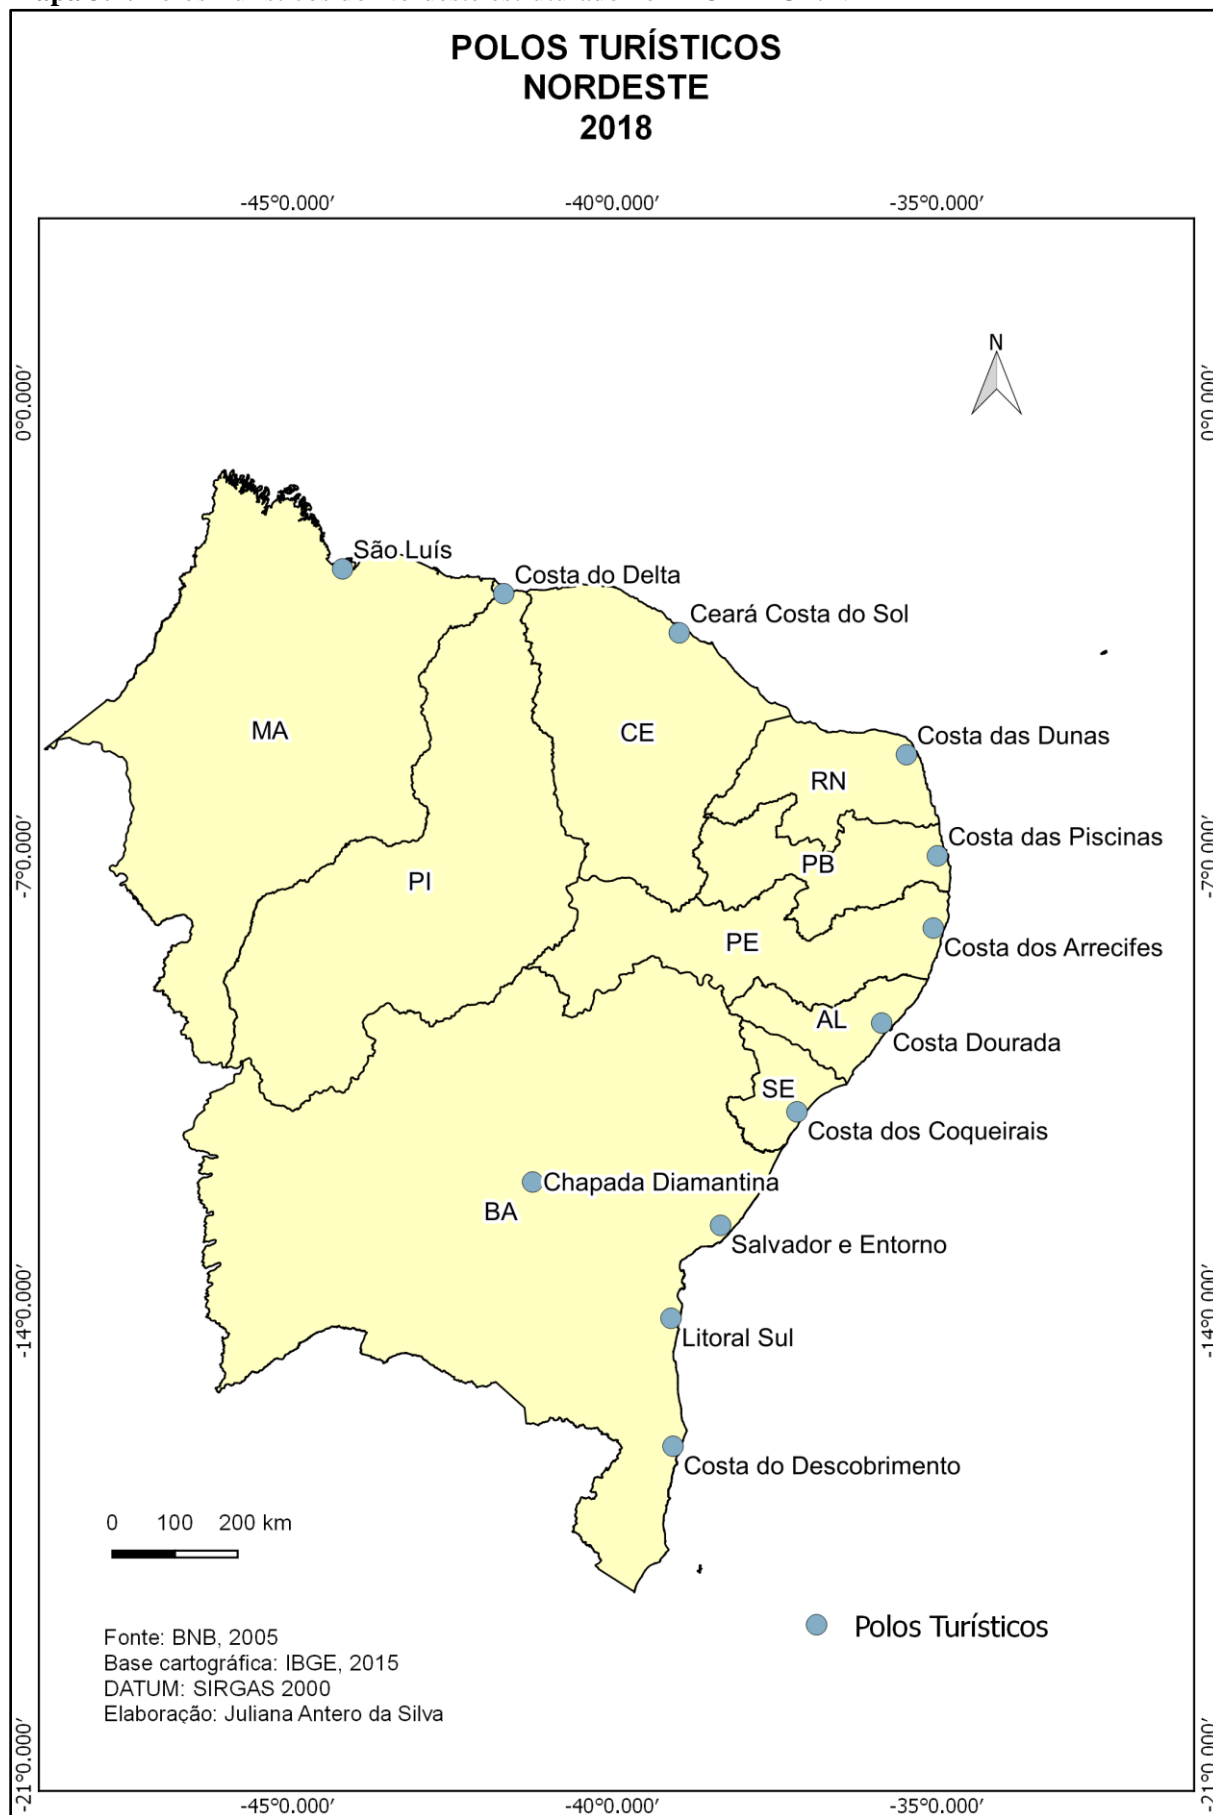 POLOS TURÍSTICOS
NORDESTE
2018
-45°0.000′ -40°0.000′ -35°0.000′
0°0.000′ 0°0.000′
N
São Luís
Costa do Delta
Ceará Costa do Sol
MA
CE
Costa das Dunas
RN
Costa das Piscinas
-7°0.000′ -7°0.000′
PB
PI
PE
Costa dos Arrecifes
AL
Costa Dourada
SE
Costa dos Coqueirais
Chapada Diamantina
BA
Salvador e Entorno
-14°0.000′ -14°0.000′
Litoral Sul
Costa do Descobrimento
0 100 200 km
Polos Turísticos
Fonte: BNB, 2005
Base cartográfica: IBGE, 2015
DATUM: SIRGAS 2000
Elaboração: Juliana Antero da Silva
-21°0.000′ -21°0.000′
-45°0.000′ -40°0.000′ -35°0.000′